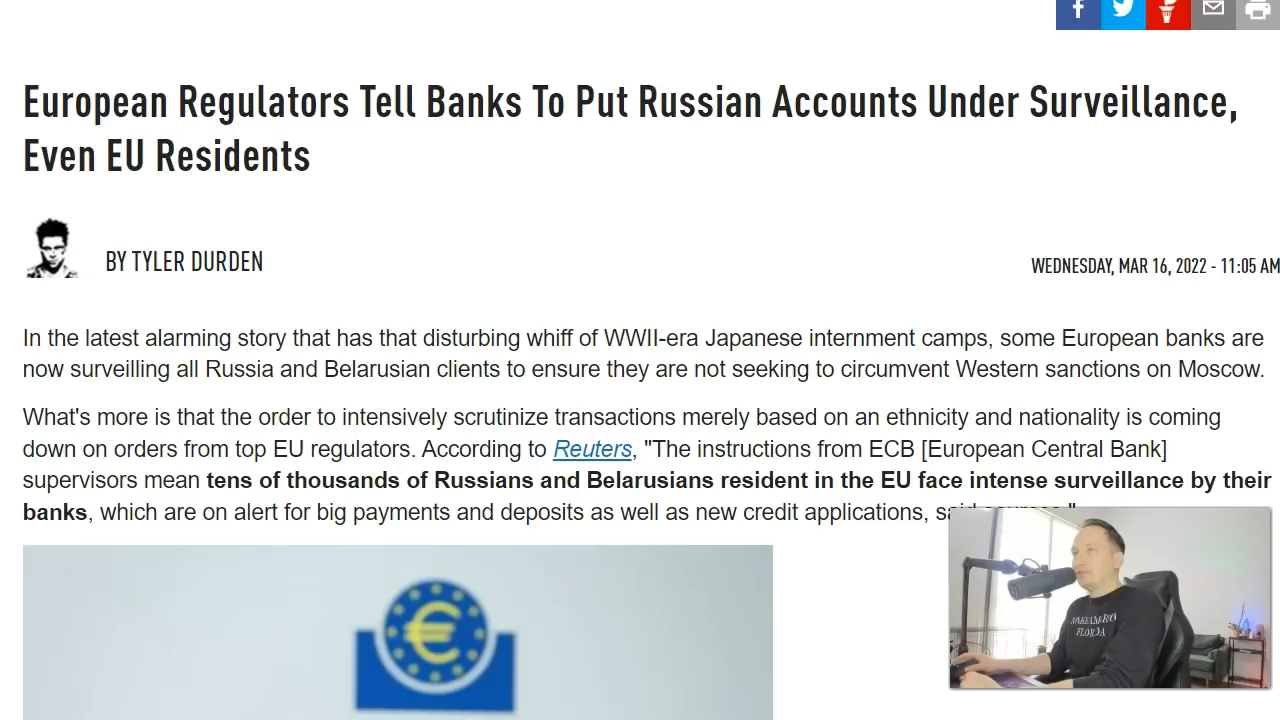 European Regulators Tell Banks To Put Russian Accounts Under Surveillance,
Even EU Residents
BY TYLER DURDEN
WEDNESDAY, MAR 16, 2022 - 11:05 AM
In the latest alarming story that has that disturbing whiff of WWII-era Japanese internment camps, some European banks are
now surveilling all Russia and Belarusian clients to ensure they are not seeking to circumvent Western sanctions on Moscow.
What's more is that the order to intensively scrutinize transactions merely based on an ethnicity and nationality is coming
down on orders from top EU regulators. According to Reuters, "The instructions from ECB [European Central Bank]
supervisors mean tens of thousands of Russians and Belarusians resident in the EU face intense surveillance by their
banks, which are on alert for big payments and deposits as well as new credit applications,
FLORIDA